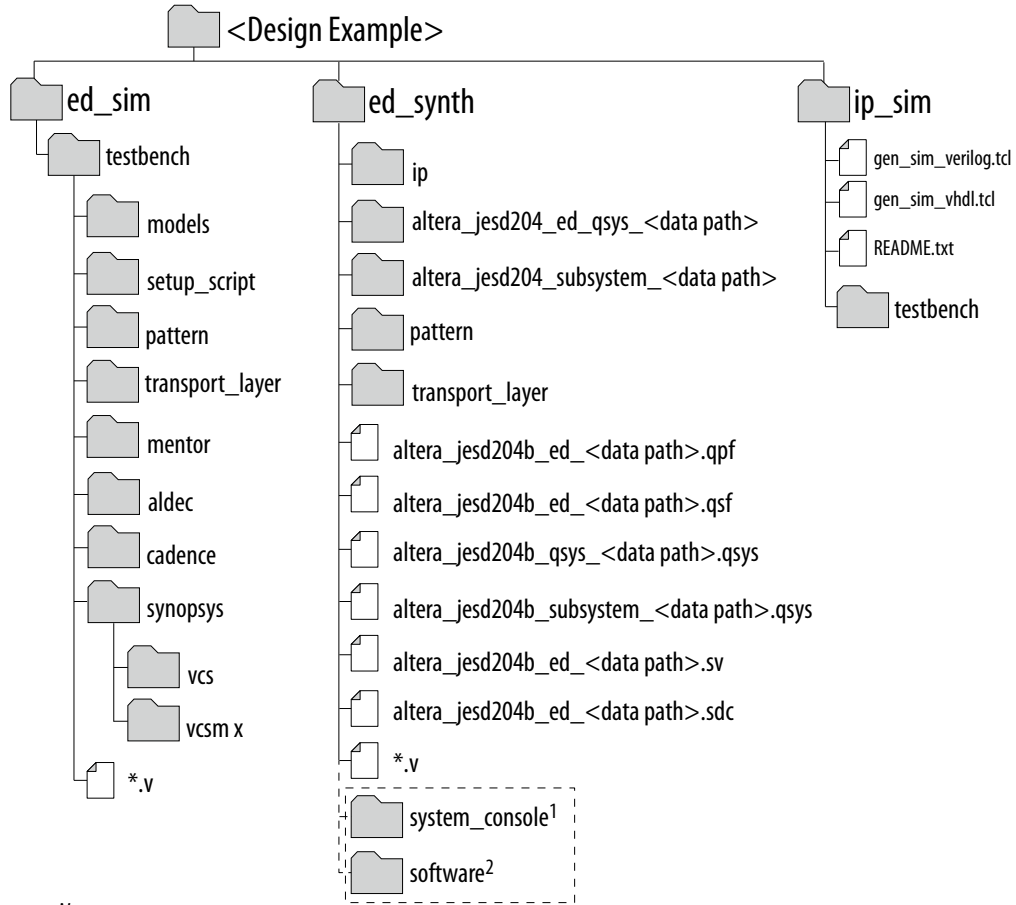 <Design Example>
ed_sim
testbench
models
setup_script
pattern
transport_layer
mentor
aldec
cadence
synopsys
vcs
vcsm x
*.v
ed_synth
ip
altera_jesd204_ed_qsys_<data path>
altera_jesd204_subsystem_<data path>
pattern
transport_layer
altera_jesd204b_ed_<data path>.qpf
altera_jesd204b_ed_<data path>.qsf
altera_jesd204b_qsys_<data path>.qsys
altera_jesd204b_subsystem_<data path>.qsys
altera_jesd204b_ed_<data path>.sv
altera_jesd204b_ed_<data path>.sdc
*.v
system_console1
software2
ip_sim
gen_sim_verilog.tcl
gen_sim_vhdl.tcl
README.txt
testbench